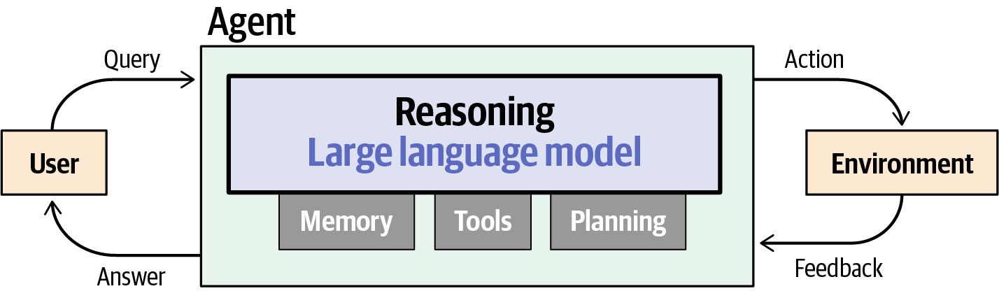 Agent
Query
Action
Reasoning
Large language model
User
Environment
Memory
Tools
Planning
Answer
Feedback